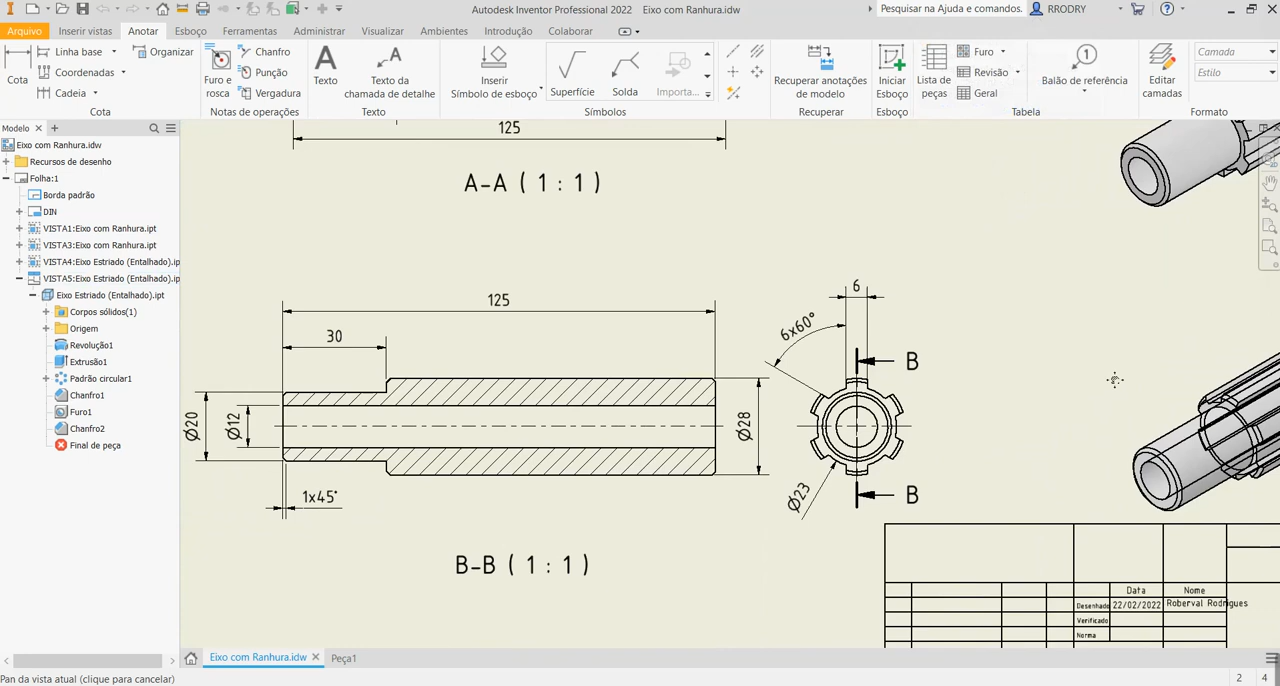 Autodesk Inventor Professional 2022 Eixo com Ranhura.idw
Pesquisar na Ajuda e comandos.
RRODRY
Arquivo
Inserir vistas
Anotar
Esboço
Ferramentas
Administrar
Visualizar
Ambientes
Introdução
Colaborar
Cota
Linha base
Coordenadas
Cadeia
Organizar
Cota
Furo e rosca
Chanfro
Punção
Vergadura
Notas de operações
Texto
Texto da chamada de detalhe
Texto
Inserir Símbolo de esboço
Superfície
Solda
Importa...
Símbolos
Recuperar anotações de modelo
Recuperar
Iniciar Esboço
Esboço
Lista de peças
Furo
Revisão
Geral
Tabela
Balão de referência
Editar camadas
Camada
Estilo
Formato
Modelo
Eixo com Ranhura.idw
Recursos de desenho
Folha:1
Borda padrão
DIN
VISTA1:Eixo com Ranhura.ipt
VISTA3:Eixo com Ranhura.ipt
VISTA4:Eixo Estriado (Entalhado).ip
VISTA5:Eixo Estriado (Entalhado).ip
Eixo Estriado (Entalhado).ipt
Corpos sólidos(1)
Origem
Revolução1
Extrusão1
Padrão circular1
Chanfro1
Furo1
Chanfro2
Final de peça
125
A-A ( 1 : 1 )
125
30
Ø20
Ø12
Ø28
1x45°
B-B ( 1 : 1 )
6
6x60°
B
Ø23
B
Data
Nome
Desenhado
22/02/2022
Roberval Rodrigues
Verificado
Norma
Eixo com Ranhura.idw
Peça1
Pan da vista atual (clique para cancelar)
2
4